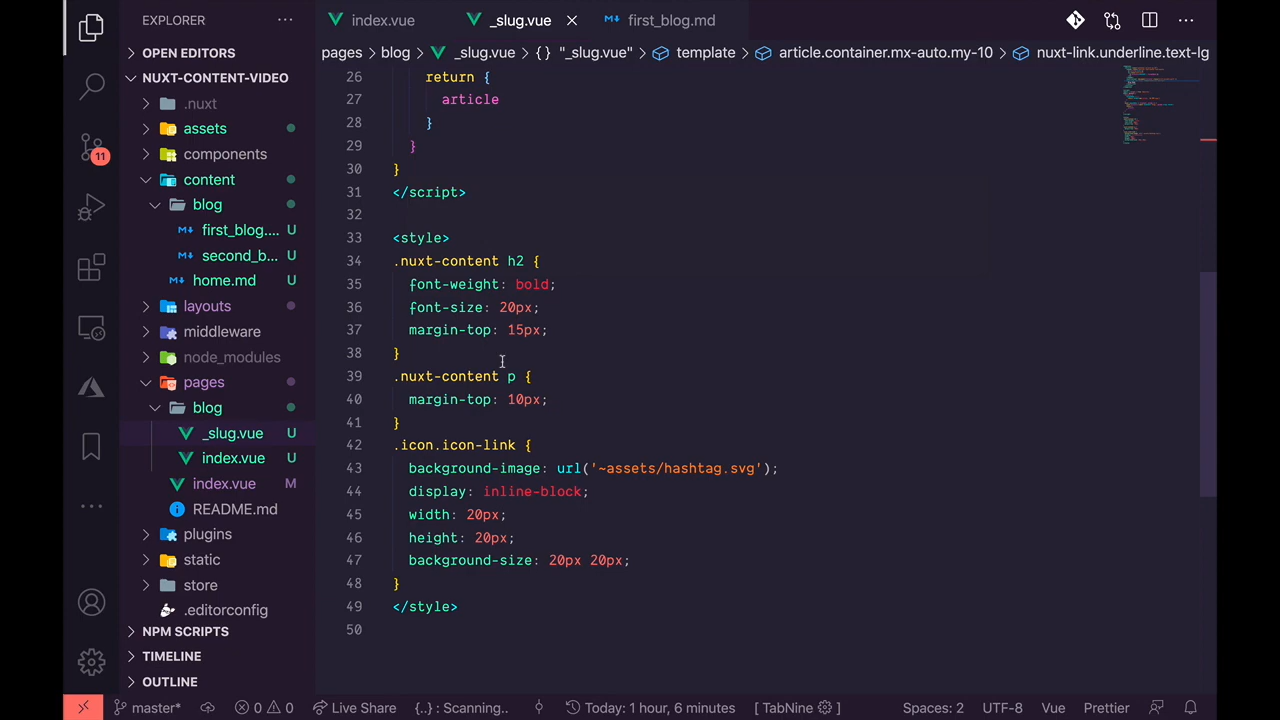 EXPLORER
index.vue
_slug.vue
first_blog.md
OPEN EDITORS
pages > blog > _slug.vue > {} "_slug.vue" > template > article.container.mx-auto.my-10 > nuxt-link.underline.text-lg
NUXT-CONTENT-VIDEO
.nuxt
assets
components
content
blog
first_blog.... U
second_b... U
home.md U
layouts
middleware
node_modules
pages
blog
_slug.vue U
index.vue U
index.vue M
README.md
plugins
static
store
.editorconfig
NPM SCRIPTS
TIMELINE
OUTLINE
11
26 return {
27 article
28 }
29 }
30 }
31 </script>
32
33 <style>
34 .nuxt-content h2 {
35 font-weight: bold;
36 font-size: 20px;
37 margin-top: 15px;
38 }
39 .nuxt-content p {
40 margin-top: 10px;
41 }
42 .icon.icon-link {
43 background-image: url('~assets/hashtag.svg');
44 display: inline-block;
45 width: 20px;
46 height: 20px;
47 background-size: 20px 20px;
48 }
49 </style>
50
master* 0 0 Live Share {..} : Scanning.. Today: 1 hour, 6 minutes [ TabNine ] Spaces: 2 UTF-8 Vue Prettier